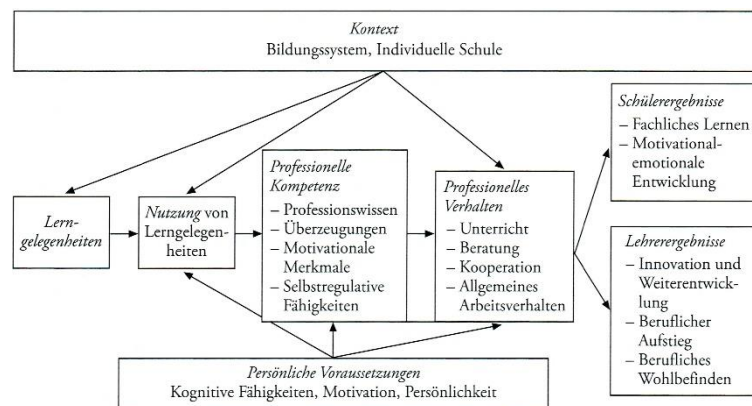 Kontext
Bildungssystem, Individuelle Schule
Lern-
gelegenheiten
Nutzung von
Lerngelegen-
heiten
Professionelle
Kompetenz
– Professionswissen
– Überzeugungen
– Motivationale
Merkmale
– Selbstregulative
Fähigkeiten
Professionelles
Verhalten
– Unterricht
– Beratung
– Kooperation
– Allgemeines
Arbeitsverhalten
Schülerergebnisse
– Fachliches Lernen
– Motivational-
emotionale
Entwicklung
Lehrerergebnisse
– Innovation und
Weiterentwick-
lung
– Beruflicher
Aufstieg
– Berufliches
Wohlbefinden
Persönliche Voraussetzungen
Kognitive Fähigkeiten, Motivation, Persönlichkeit